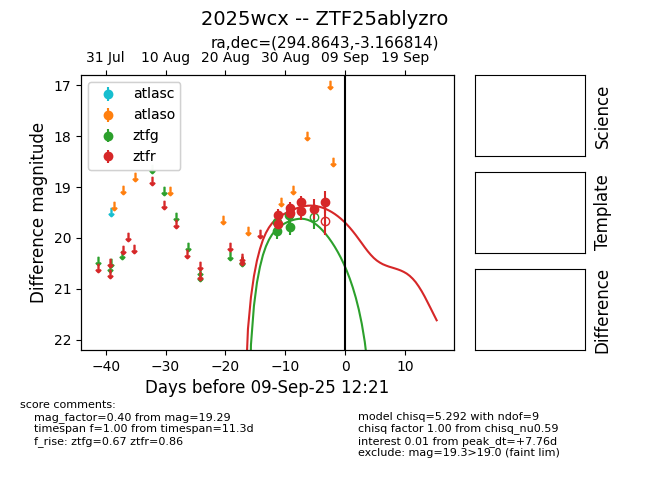 2025wcx -- ZTF25ablyzro
ra,dec=(294.8643,-3.166814)
31 Jul 10 Aug 20 Aug 30 Aug 09 Sep 19 Sep
atlasc
atlaso
ztfg
ztfr
17
18
19
20
21
22
Difference magnitude
−40 −30 −20 −10 0 10
Days before 09-Sep-25 12:21
Science
Template
Difference
score comments:
mag_factor=0.40 from mag=19.29
timespan f=1.00 from timespan=11.3d
f_rise: ztfg=0.67 ztfr=0.86
model chisq=5.292 with ndof=9
chisq factor 1.00 from chisq_nu0.59
interest 0.01 from peak_dt=+7.76d
exclude: mag=19.3>19.0 (faint lim)